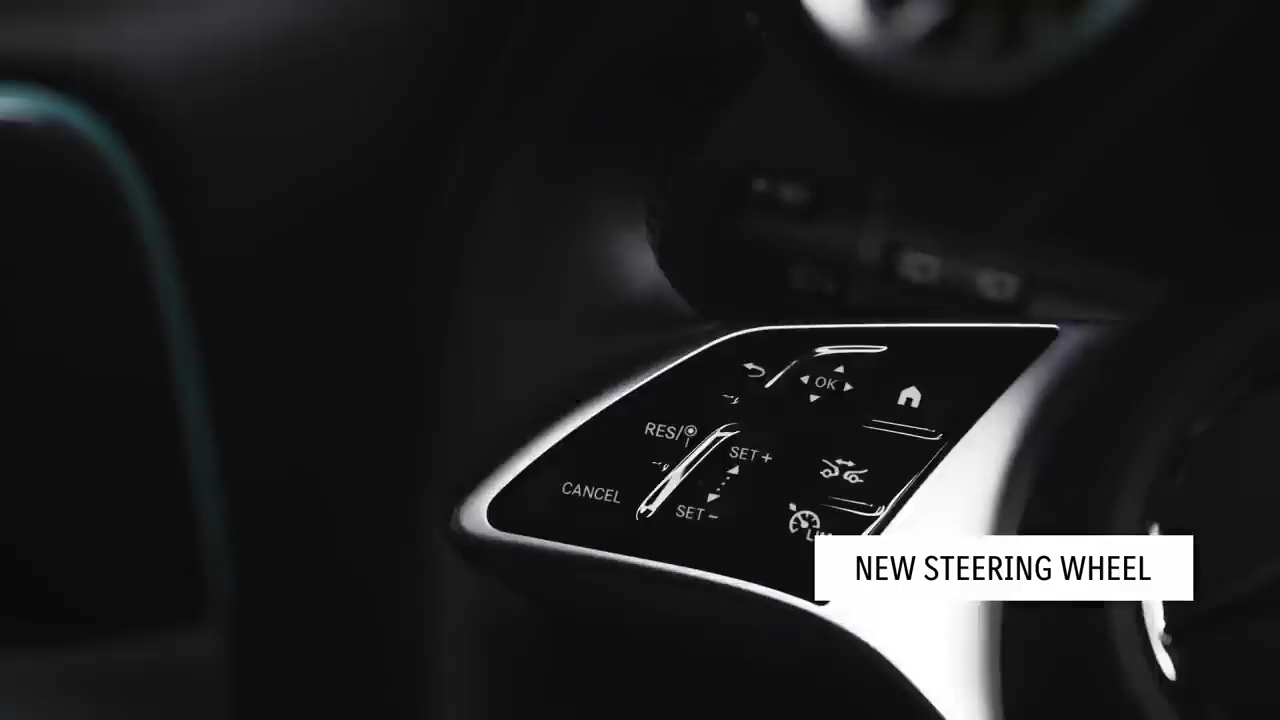 OK
RES/
SET +
CANCEL
SET –
NEW STEERING WHEEL